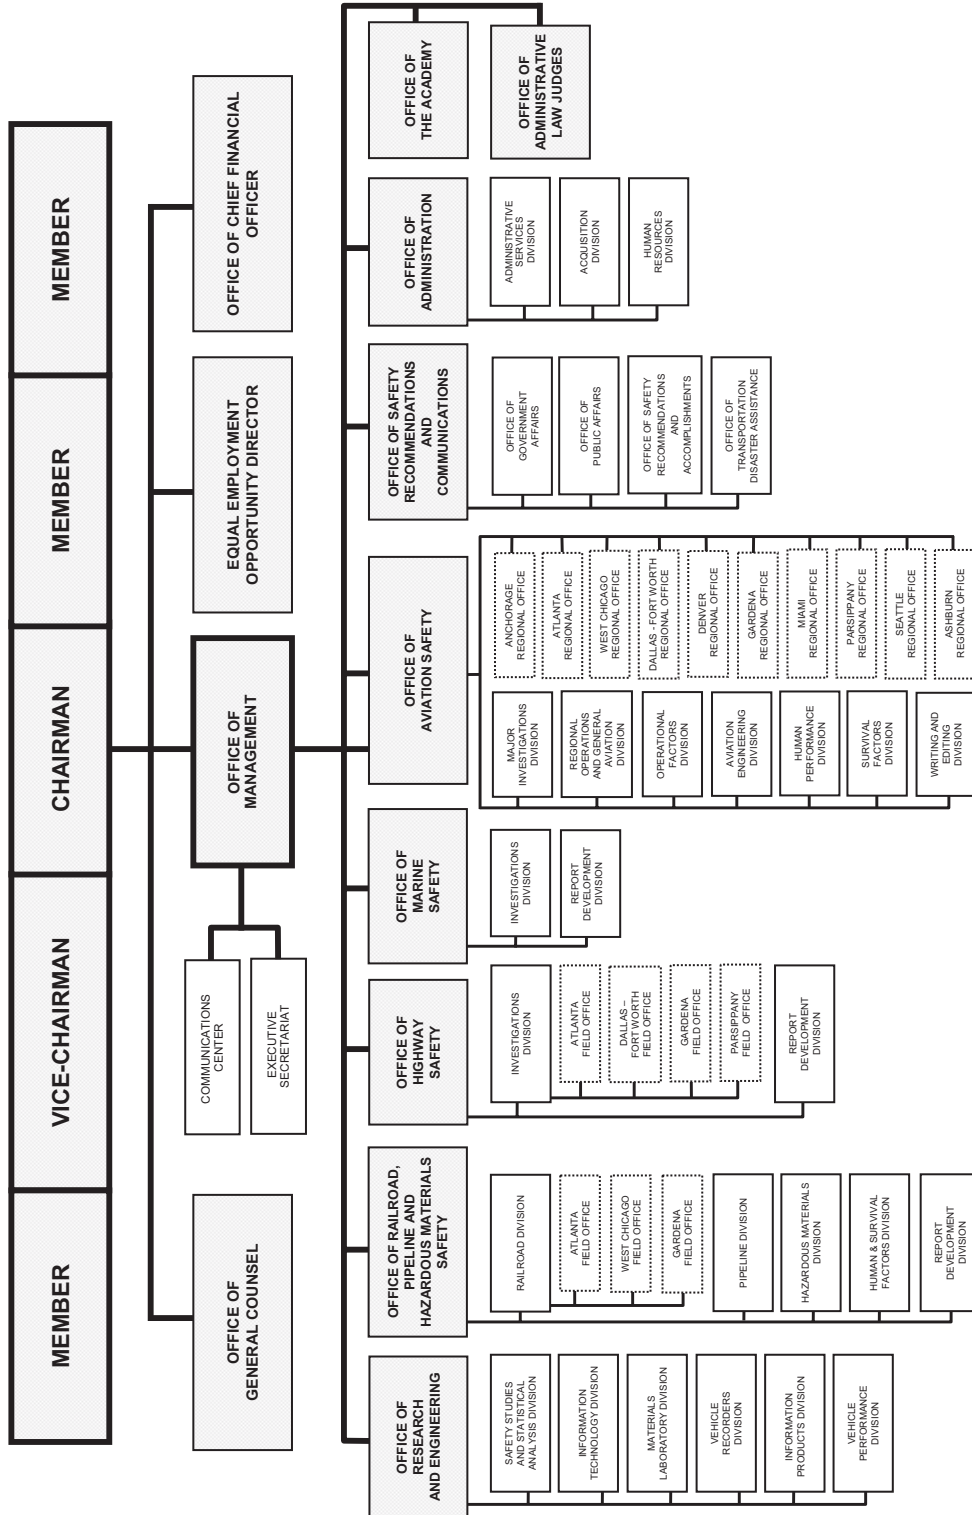 MEMBER
VICE-CHAIRMAN
CHAIRMAN
MEMBER
MEMBER
OFFICE OF
GENERAL COUNSEL
COMMUNICATIONS
CENTER
EXECUTIVE
SECRETARIAT
OFFICE OF
MANAGEMENT
EQUAL EMPLOYMENT
OPPORTUNITY DIRECTOR
OFFICE OF CHIEF FINANCIAL
OFFICER
OFFICE OF
RESEARCH
AND ENGINEERING
SAFETY STUDIES
AND STATISTICAL
ANALYSIS DIVISION
INFORMATION
TECHNOLOGY DIVISION
MATERIALS
LABORATORY DIVISION
VEHICLE
RECORDERS
DIVISION
INFORMATION
PRODUCTS DIVISION
VEHICLE
PERFORMANCE
DIVISION
OFFICE OF RAILROAD,
PIPELINE AND
HAZARDOUS MATERIALS
SAFETY
RAILROAD DIVISION
ATLANTA
FIELD OFFICE
WEST CHICAGO
FIELD OFFICE
GARDENA
FIELD OFFICE
PIPELINE DIVISION
HAZARDOUS MATERIALS
DIVISION
HUMAN & SURVIVAL
FACTORS DIVISION
REPORT
DEVELOPMENT
DIVISION
OFFICE OF
HIGHWAY
SAFETY
INVESTIGATIONS
DIVISION
ATLANTA
FIELD OFFICE
DALLAS –
FORT WORTH
FIELD OFFICE
GARDENA
FIELD OFFICE
PARSIPPANY
FIELD OFFICE
REPORT
DEVELOPMENT
DIVISION
OFFICE OF
MARINE
SAFETY
INVESTIGATIONS
DIVISION
REPORT
DEVELOPMENT
DIVISION
OFFICE OF
AVIATION SAFETY
MAJOR
INVESTIGATIONS
DIVISION
REGIONAL
OPERATIONS
AND GENERAL
AVIATION
DIVISION
OPERATIONAL
FACTORS
DIVISION
AVIATION
ENGINEERING
DIVISION
HUMAN
PERFORMANCE
DIVISION
SURVIVAL
FACTORS
DIVISION
WRITING AND
EDITING
DIVISION
ANCHORAGE
REGIONAL OFFICE
ATLANTA
REGIONAL OFFICE
WEST CHICAGO
REGIONAL OFFICE
DALLAS - FORT WORTH
REGIONAL OFFICE
DENVER
REGIONAL OFFICE
GARDENA
REGIONAL OFFICE
MIAMI
REGIONAL OFFICE
PARSIPPANY
REGIONAL OFFICE
SEATTLE
REGIONAL OFFICE
ASHBURN
REGIONAL OFFICE
OFFICE OF SAFETY
RECOMMENDATIONS
AND
COMMUNICATIONS
OFFICE OF
GOVERNMENT
AFFAIRS
OFFICE OF
PUBLIC AFFAIRS
OFFICE OF SAFETY
RECOMMENDATIONS
AND
ACCOMPLISHMENTS
OFFICE OF
TRANSPORTATION
DISASTER ASSISTANCE
OFFICE OF
ADMINISTRATION
ADMINISTRATIVE
SERVICES
DIVISION
ACQUISITION
DIVISION
HUMAN
RESOURCES
DIVISION
OFFICE OF
THE ACADEMY
OFFICE OF
ADMINISTRATIVE
LAW JUDGES